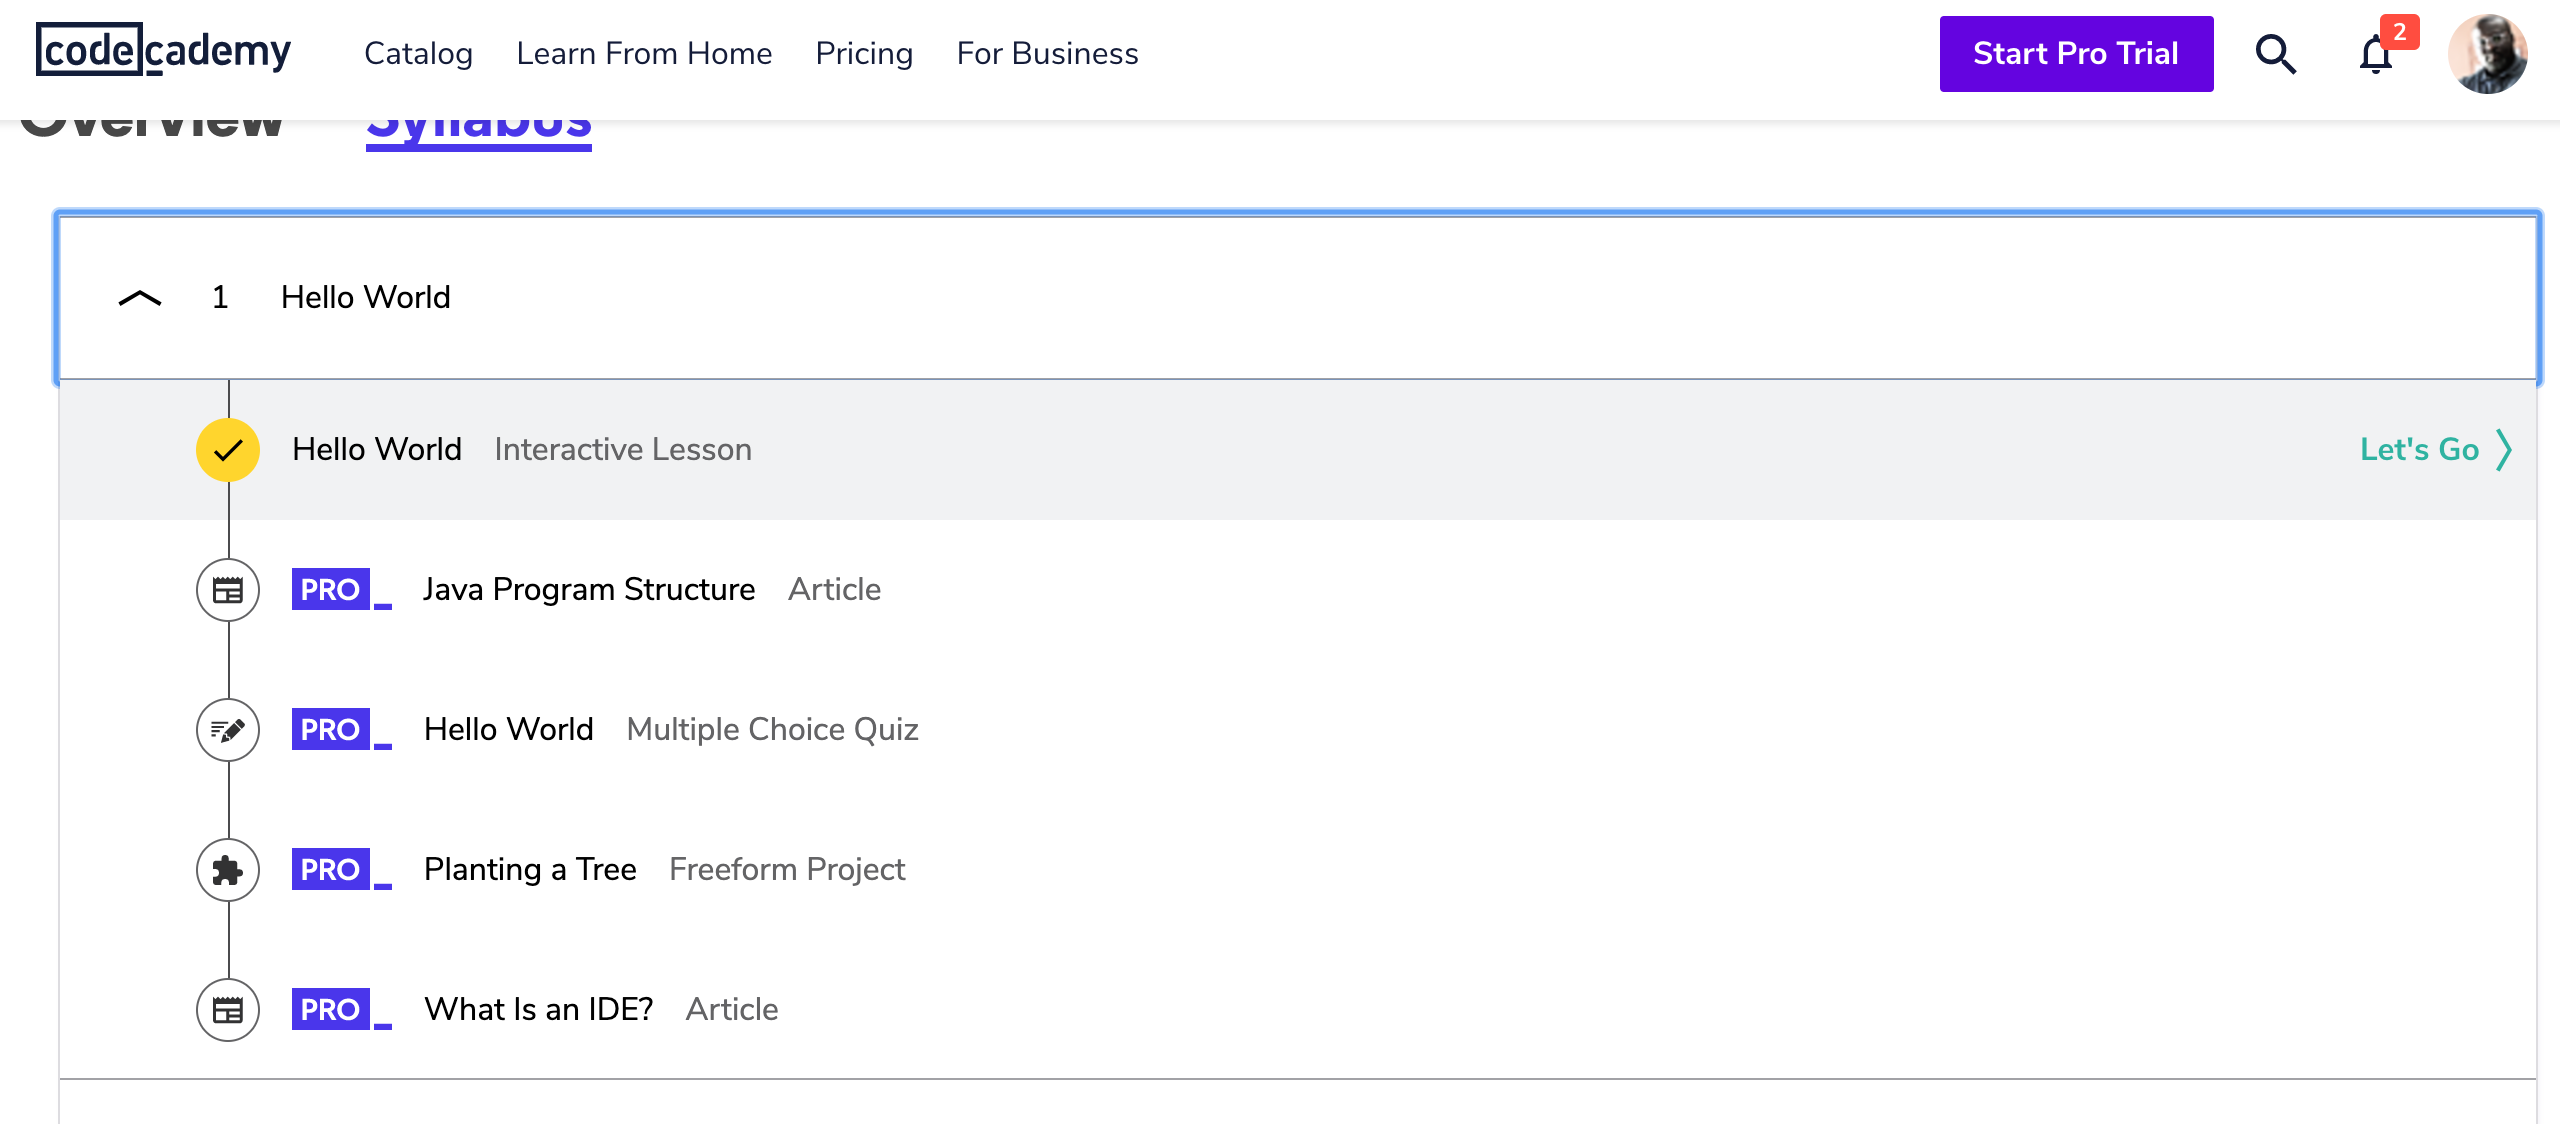 codecademy Catalog Learn From Home Pricing For Business Start Pro Trial 2
Overview Syllabus
1 Hello World
Hello World Interactive Lesson Let's Go
PRO Java Program Structure Article
PRO Hello World Multiple Choice Quiz
PRO Planting a Tree Freeform Project
PRO What Is an IDE? Article